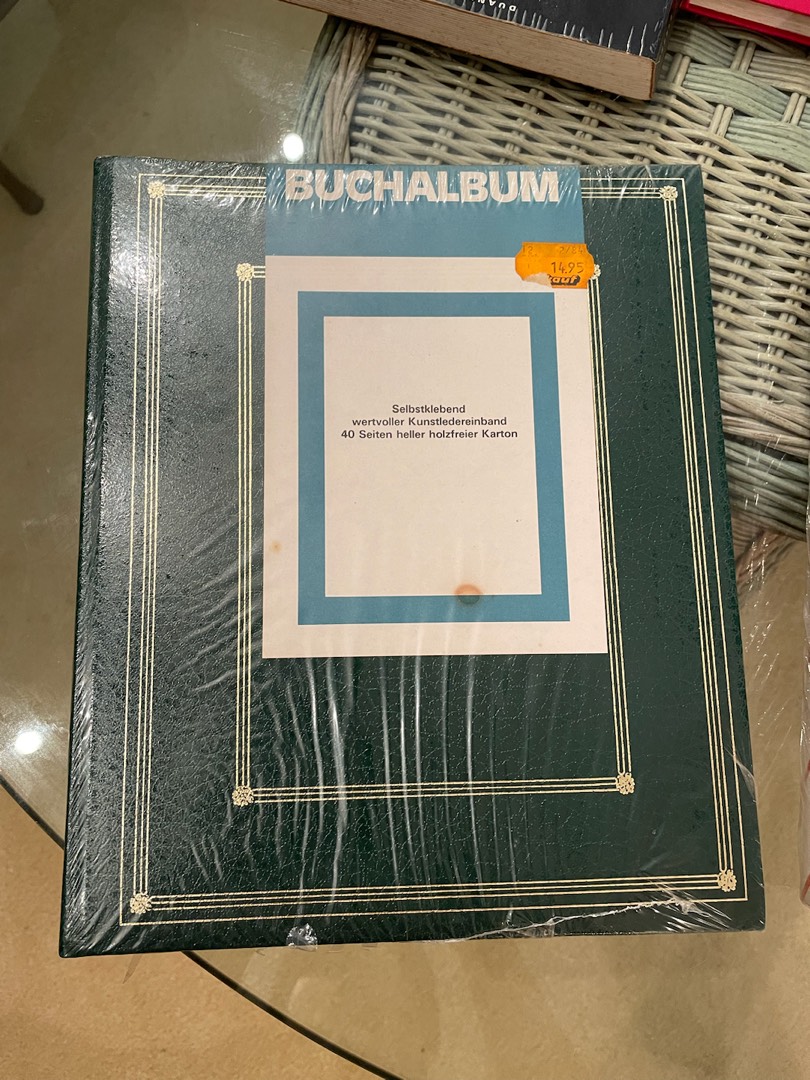 BUCHALBUM
14.95
Selbstklebend
wertvoller Kunstledereinband
40 Seiten heller holzfreier Karton